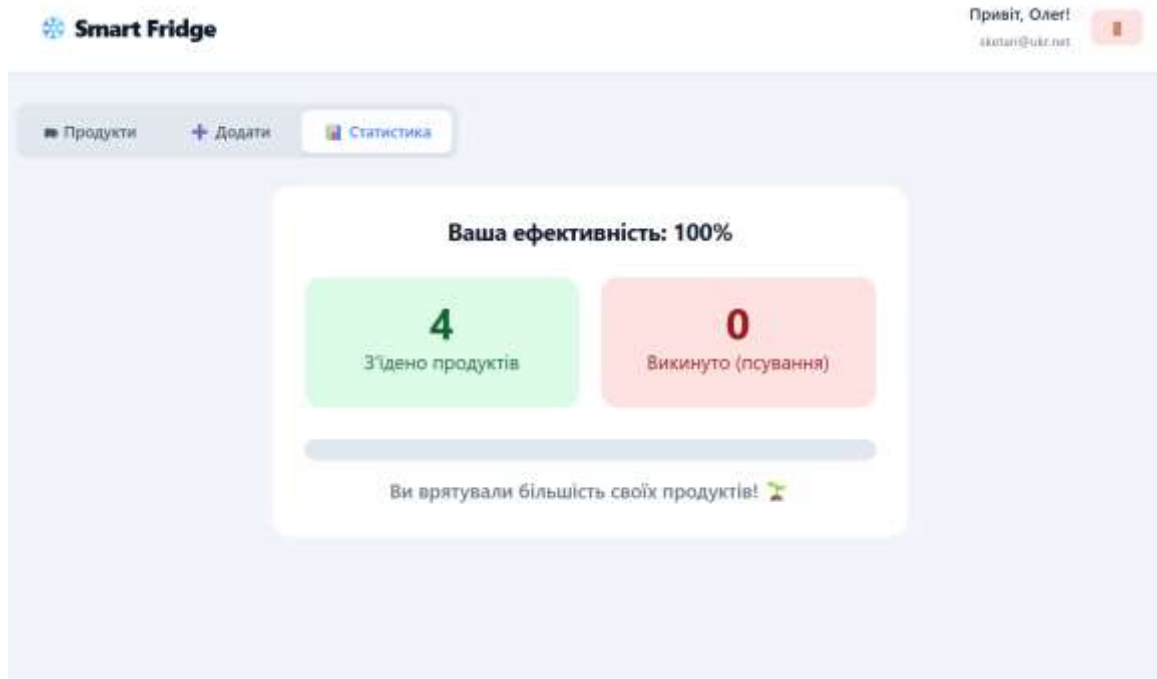 Smart Fridge
Привіт, Олег!
Продукти
Додати
Статистика
Ваша ефективність: 100%
4
З'їдено продуктів
0
Викинуто (псування)
Ви врятували більшість своїх продуктів!